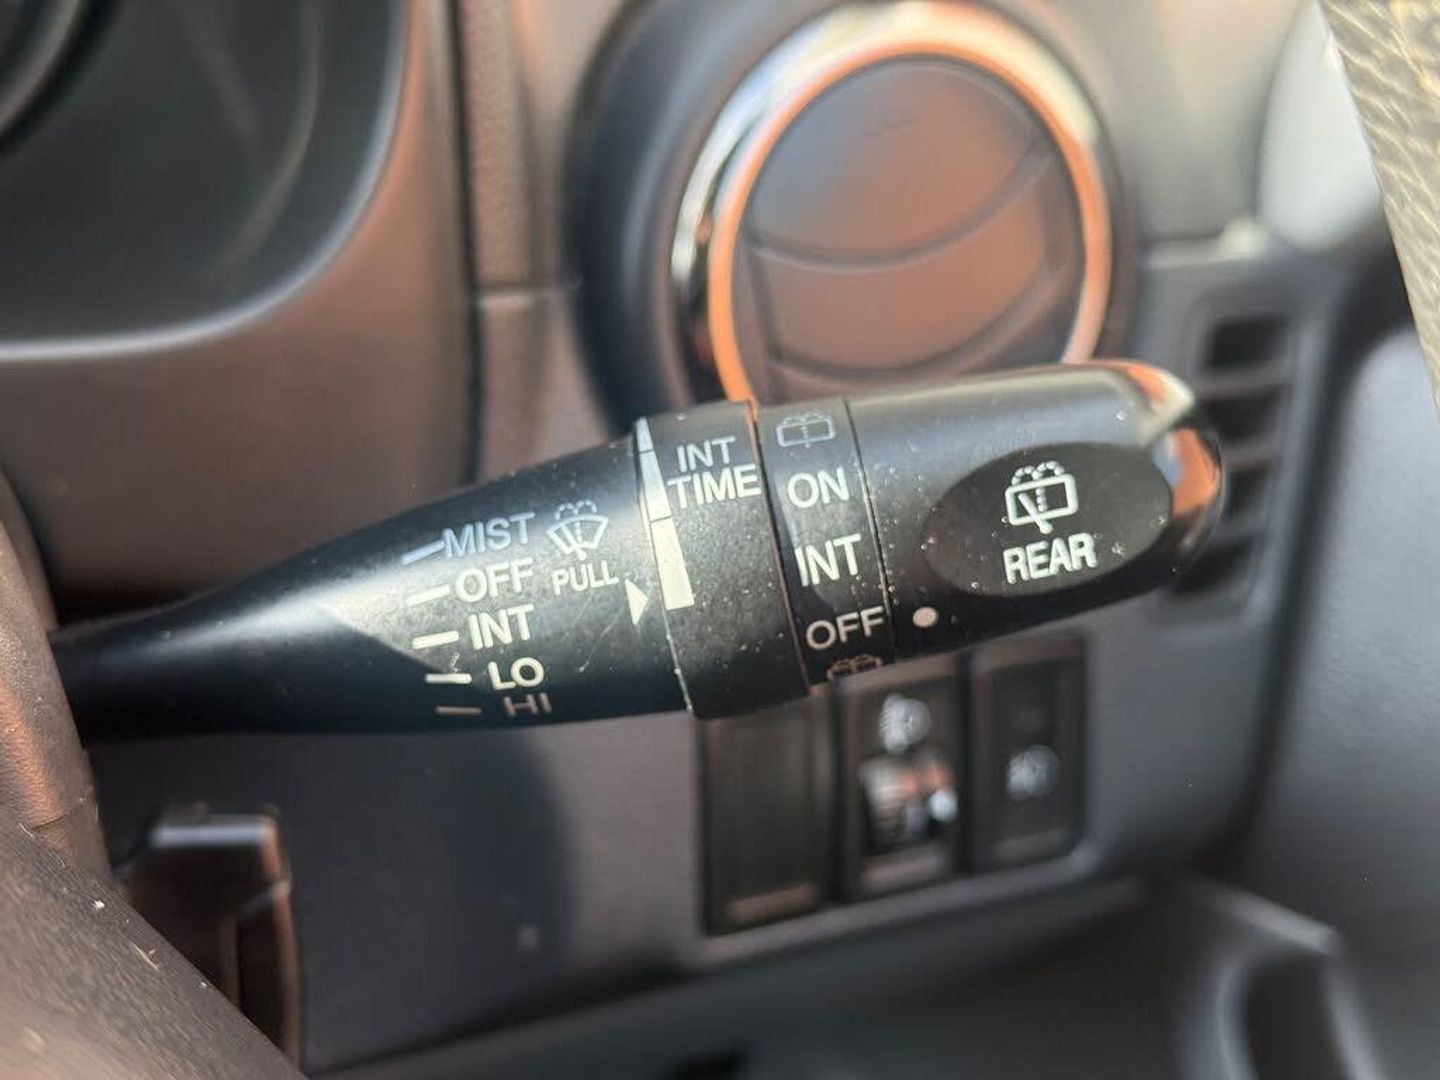 MIST
OFF
INT
LO
HI
PULL
INT
TIME
ON
INT
OFF
REAR